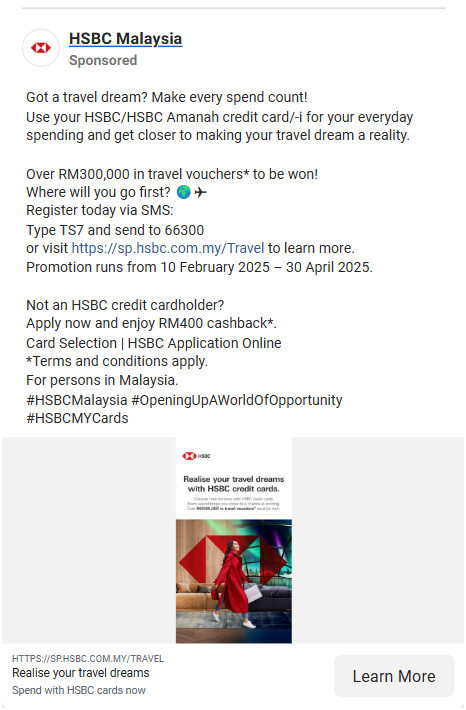 HSBC Malaysia
Sponsored
Got a travel dream? Make every spend count!
Use your HSBC/HSBC Amanah credit card/-i for your everyday
spending and get closer to making your travel dream a reality.
Over RM300,000 in travel vouchers* to be won!
Where will you go first? 🌍✈
Register today via SMS:
Type TS7 and send to 66300
or visit https://sp.hsbc.com.my/Travel to learn more.
Promotion runs from 10 February 2025 – 30 April 2025.
Not an HSBC credit cardholder?
Apply now and enjoy RM400 cashback*.
Card Selection | HSBC Application Online
*Terms and conditions apply.
For persons in Malaysia.
#HSBCMalaysia #OpeningUpAWorldOfOpportunity
#HSBCMYCards
HSBC
Realise your travel dreams
with HSBC credit cards.
Over RM300,000 in travel vouchers*
HTTPS://SP.HSBC.COM.MY/TRAVEL
Realise your travel dreams
Spend with HSBC cards now
Learn More